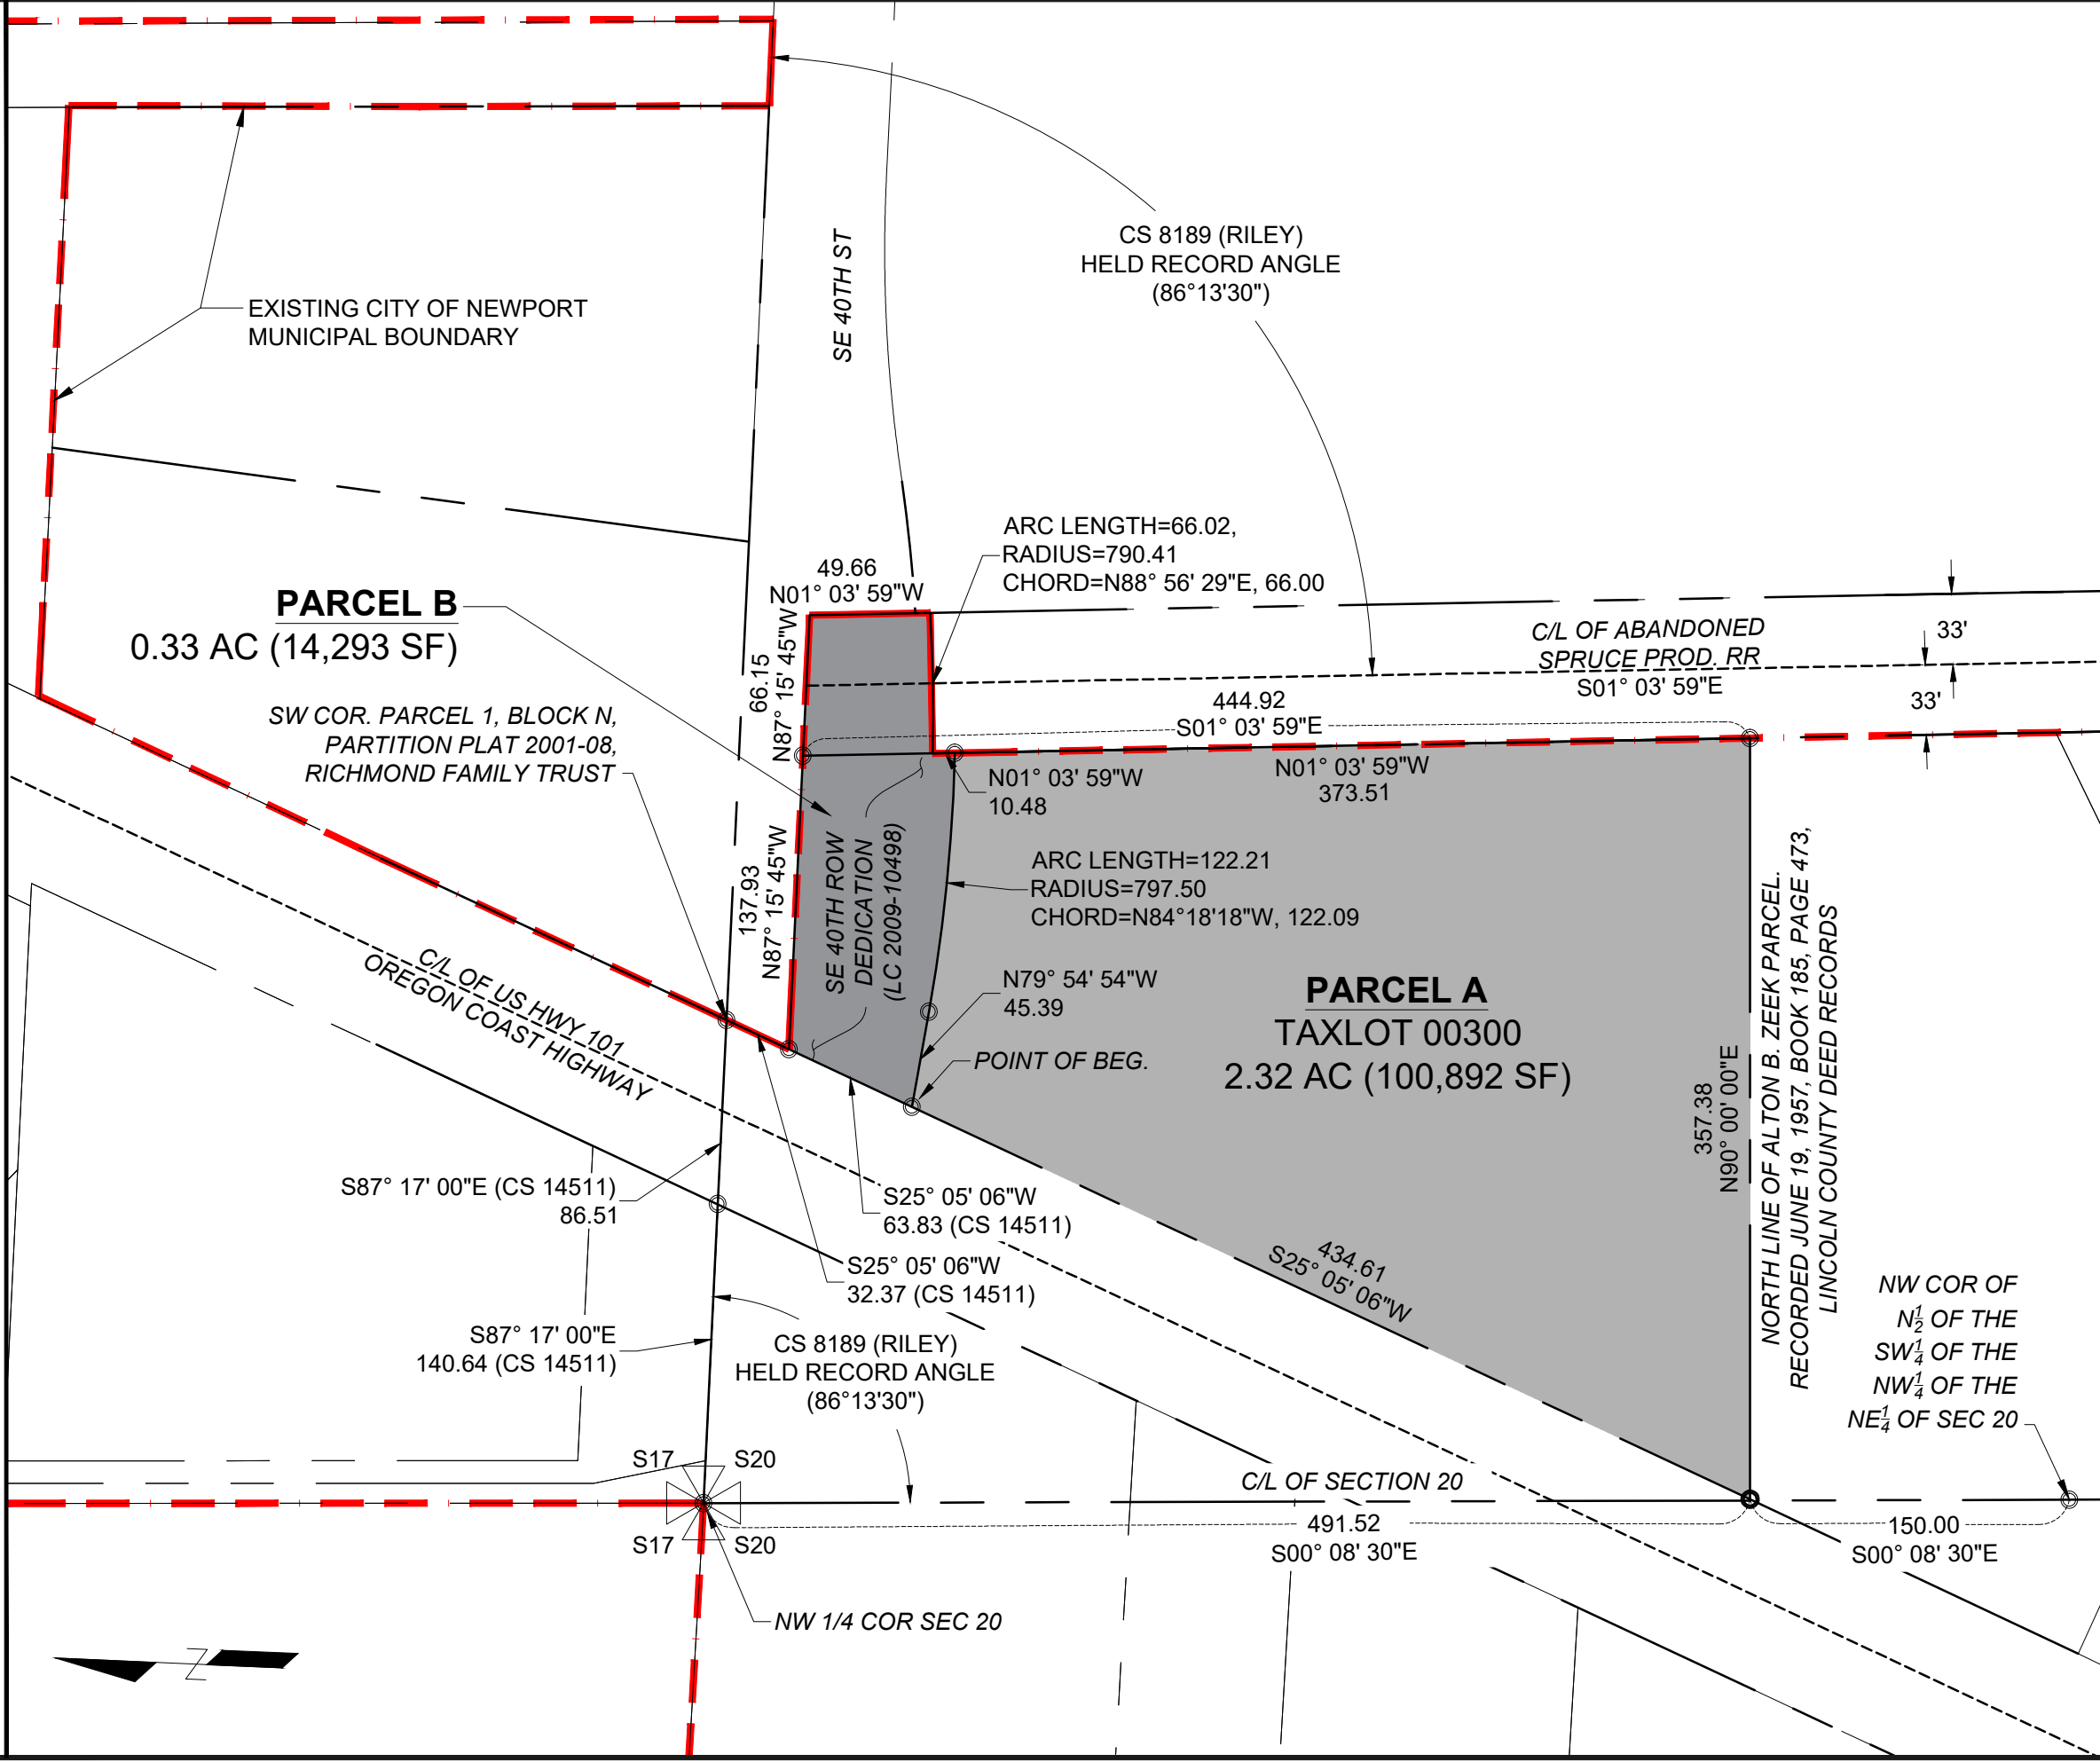 SE 40TH ST
CS 8189 (RILEY)
HELD RECORD ANGLE
(86°13'30")
EXISTING CITY OF NEWPORT
MUNICIPAL BOUNDARY
ARC LENGTH=66.02,
RADIUS=790.41
CHORD=N88° 56' 29"E, 66.00
49.66
N01° 03' 59"W
PARCEL B
0.33 AC (14,293 SF)
66.15
N87° 15' 45"W
C/L OF ABANDONED
SPRUCE PROD. RR
S01° 03' 59"E
33'
33'
444.92
S01° 03' 59"E
SW COR. PARCEL 1, BLOCK N,
PARTITION PLAT 2001-08,
RICHMOND FAMILY TRUST
N01° 03' 59"W
10.48
N01° 03' 59"W
373.51
137.93
N87° 15' 45"W
SE 40TH ROW
DEDICATION
(LC 2009-10498)
ARC LENGTH=122.21
RADIUS=797.50
CHORD=N84°18'18"W, 122.09
N79° 54' 54"W
45.39
POINT OF BEG.
PARCEL A
TAXLOT 00300
2.32 AC (100,892 SF)
357.38
N90° 00' 00"E
NORTH LINE OF ALTON B. ZEEK PARCEL.
RECORDED JUNE 19, 1957, BOOK 185, PAGE 473,
LINCOLN COUNTY DEED RECORDS
C/L OF US HWY 101
OREGON COAST HIGHWAY
S87° 17' 00"E (CS 14511)
86.51
S25° 05' 06"W
63.83 (CS 14511)
S25° 05' 06"W
32.37 (CS 14511)
434.61
S25° 05' 06"W
S87° 17' 00"E
140.64 (CS 14511)
CS 8189 (RILEY)
HELD RECORD ANGLE
(86°13'30")
NW COR OF
N½ OF THE
SW¼ OF THE
NW¼ OF THE
NE¼ OF SEC 20
S17
S20
C/L OF SECTION 20
491.52
S00° 08' 30"E
150.00
S00° 08' 30"E
S17
S20
NW 1/4 COR SEC 20
Z